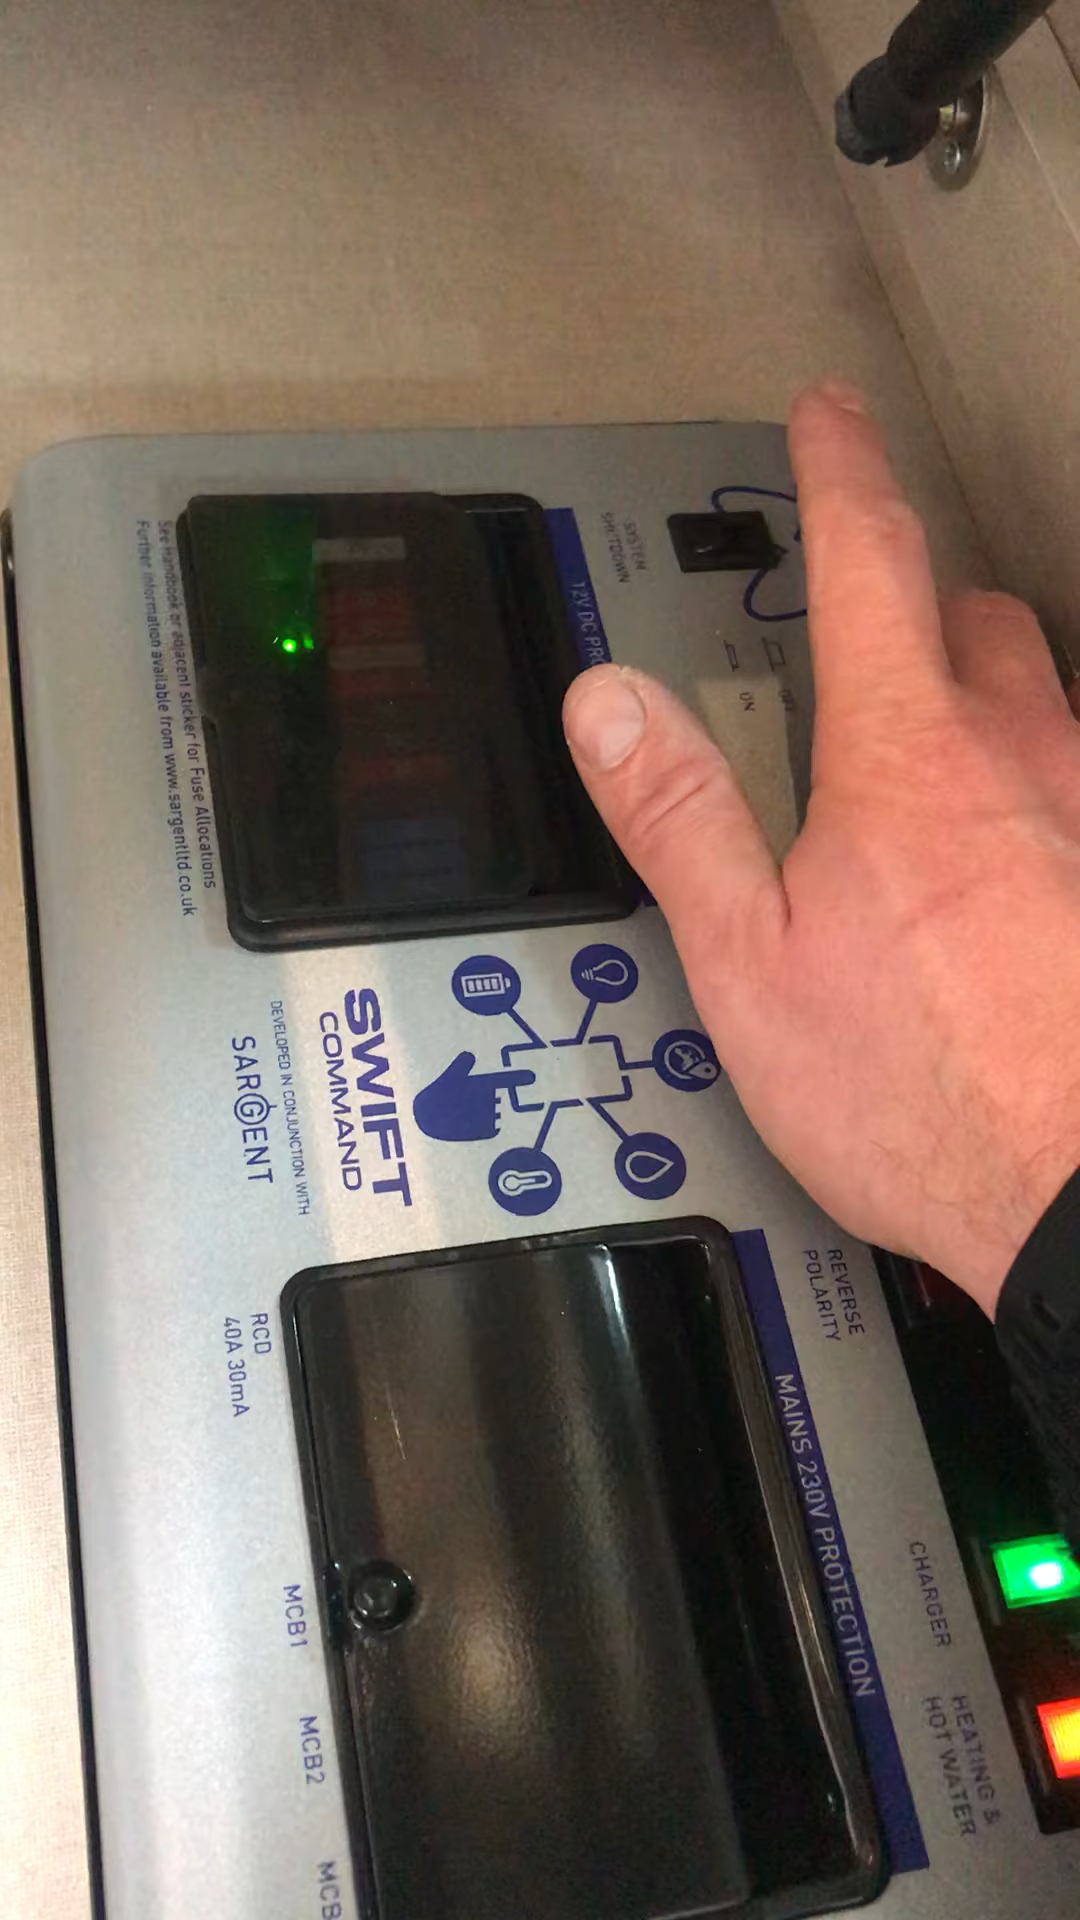 SYSTEM
SHUTDOWN
OFF
ON
12V DC PRO
See Handbook or adjacent sticker for Fuse Allocations
Further information available from www.sargentltd.co.uk
SWIFT
COMMAND
DEVELOPED IN CONJUNCTION WITH
SARGENT
REVERSE
POLARITY
MAINS 230V PROTECTION
CHARGER
HEATING &
HOT WATER
RCD
40A 30mA
MCB1
MCB2
MCB